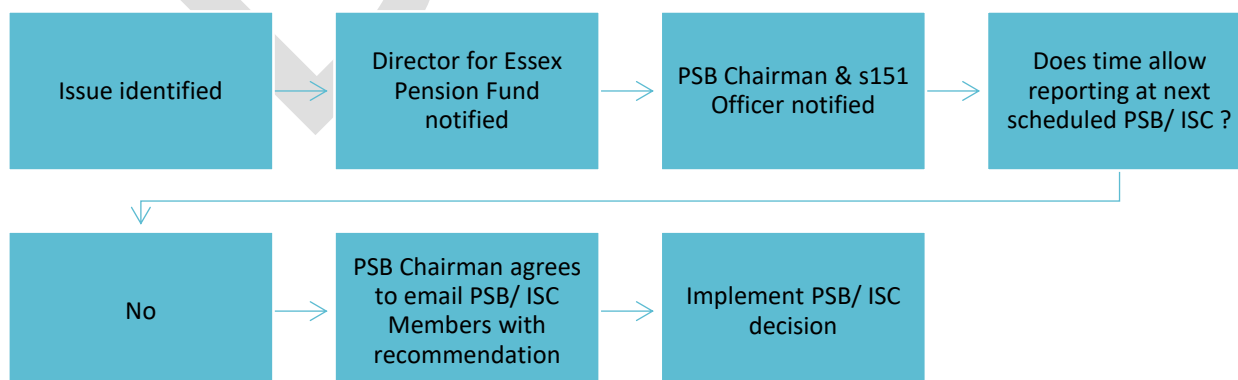 Issue identified
Director for Essex
Pension Fund
notified
PSB Chairman & s151
Officer notified
Does time allow
reporting at next
scheduled PSB/ ISC ?
No
PSB Chairman agrees
to email PSB/ ISC
Members with
recommendation
Implement PSB/ ISC
decision